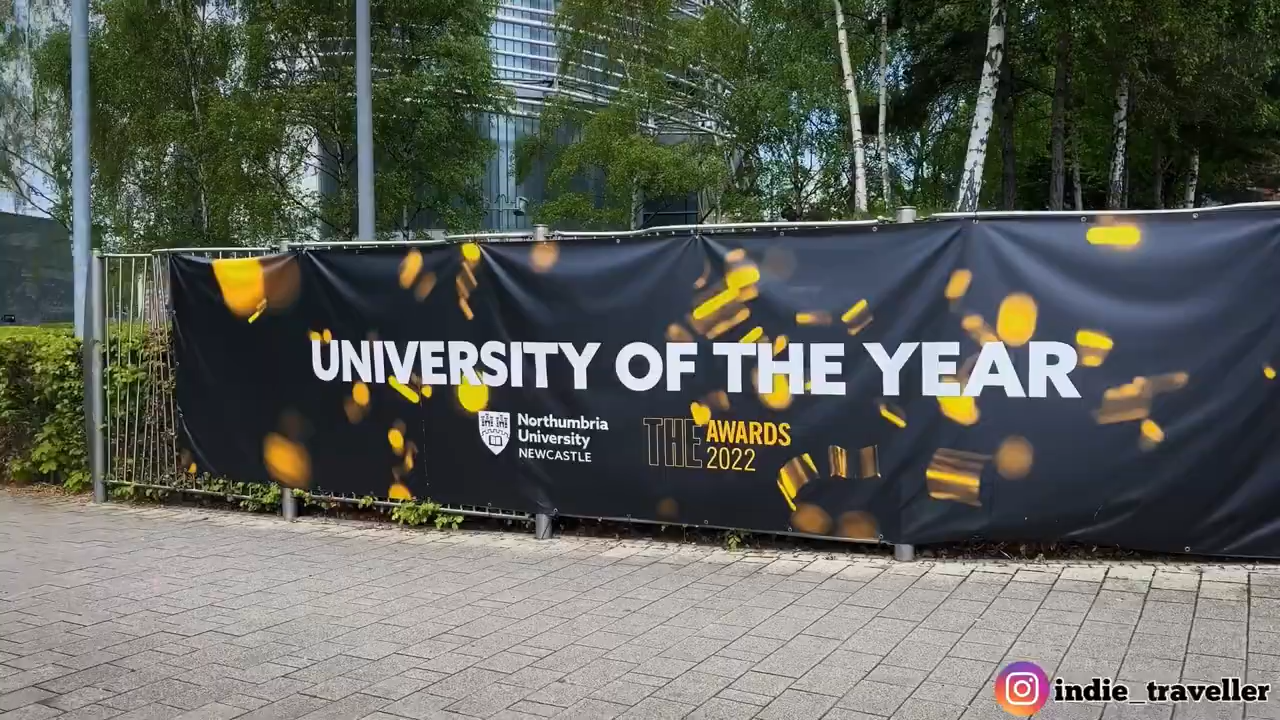 UNIVERSITY OF THE YEAR
Northumbria
University
NEWCASTLE
THE AWARDS
2022
indie_traveller